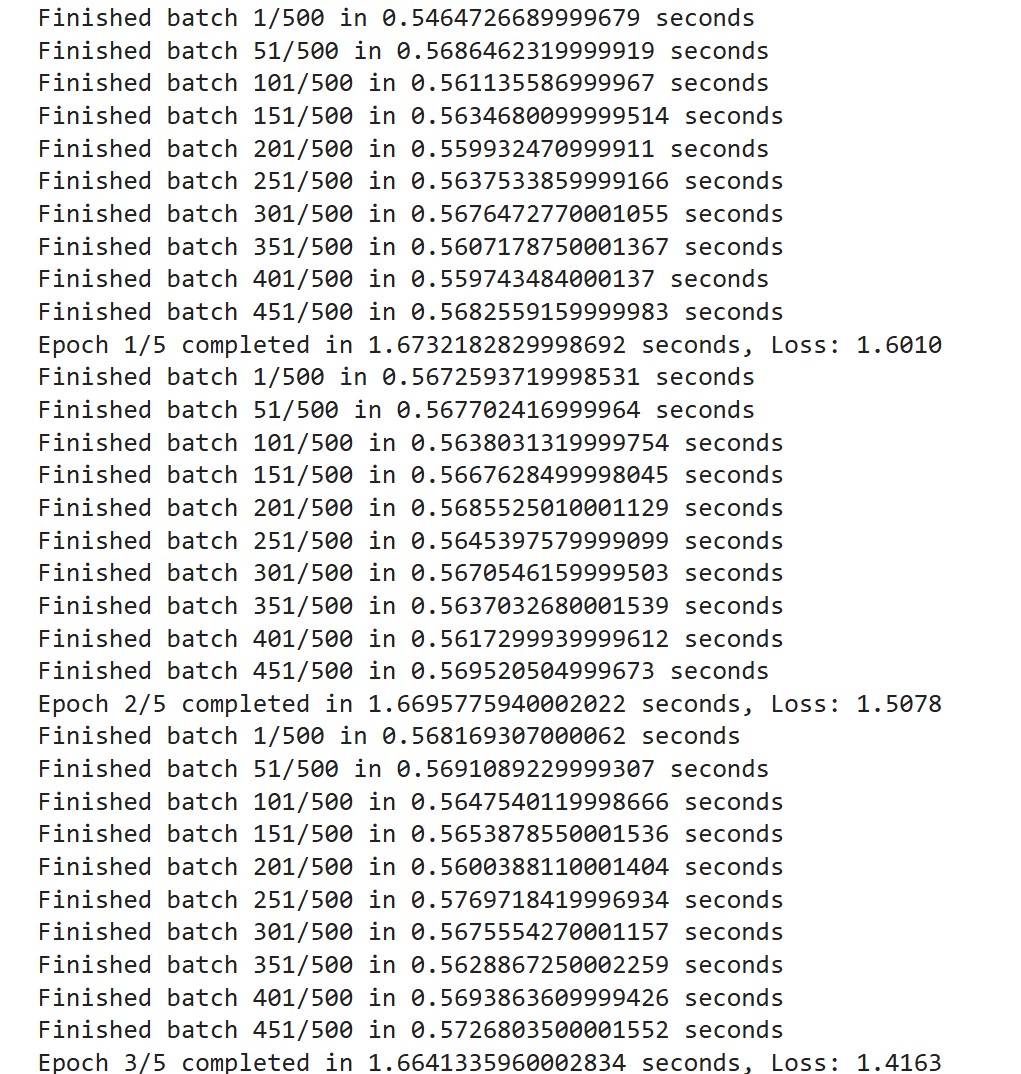 Finished batch 1/500 in 0.5464726689999679 seconds
Finished batch 51/500 in 0.5686462319999919 seconds
Finished batch 101/500 in 0.561135586999967 seconds
Finished batch 151/500 in 0.5634680099999514 seconds
Finished batch 201/500 in 0.559932470999911 seconds
Finished batch 251/500 in 0.5637533859999166 seconds
Finished batch 301/500 in 0.5676472770001055 seconds
Finished batch 351/500 in 0.5607178750001367 seconds
Finished batch 401/500 in 0.559743484000137 seconds
Finished batch 451/500 in 0.5682559159999983 seconds
Epoch 1/5 completed in 1.6732182829998692 seconds, Loss: 1.6010
Finished batch 1/500 in 0.5672593719998531 seconds
Finished batch 51/500 in 0.567702416999964 seconds
Finished batch 101/500 in 0.5638031319999754 seconds
Finished batch 151/500 in 0.5667628499998045 seconds
Finished batch 201/500 in 0.5685525010001129 seconds
Finished batch 251/500 in 0.5645397579999099 seconds
Finished batch 301/500 in 0.5670546159999503 seconds
Finished batch 351/500 in 0.5637032680001539 seconds
Finished batch 401/500 in 0.5617299939999612 seconds
Finished batch 451/500 in 0.569520504999673 seconds
Epoch 2/5 completed in 1.6695775940002022 seconds, Loss: 1.5078
Finished batch 1/500 in 0.568169307000062 seconds
Finished batch 51/500 in 0.5691089229999307 seconds
Finished batch 101/500 in 0.5647540119998666 seconds
Finished batch 151/500 in 0.5653878550001536 seconds
Finished batch 201/500 in 0.5600388110001404 seconds
Finished batch 251/500 in 0.5769718419996934 seconds
Finished batch 301/500 in 0.5675554270001157 seconds
Finished batch 351/500 in 0.5628867250002259 seconds
Finished batch 401/500 in 0.5693863609999426 seconds
Finished batch 451/500 in 0.5726803500001552 seconds
Epoch 3/5 completed in 1.6641335960002834 seconds, Loss: 1.4163